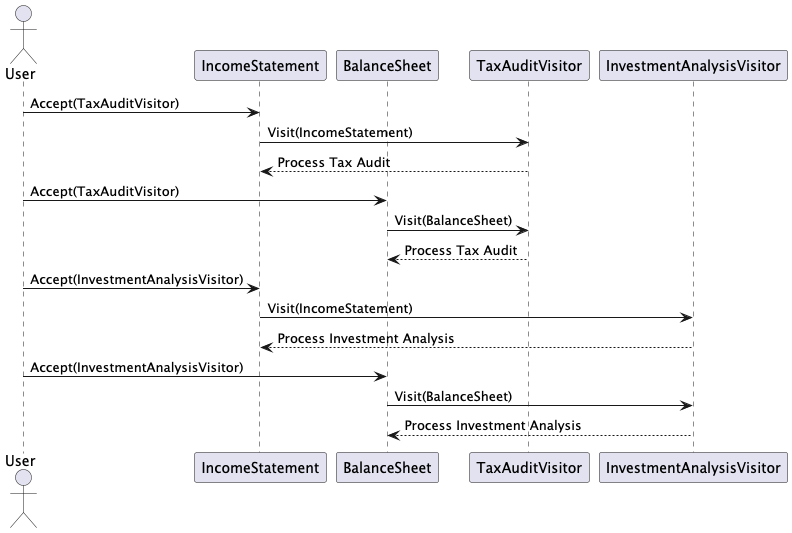 User
IncomeStatement
BalanceSheet
TaxAuditVisitor
InvestmentAnalysisVisitor
Accept(TaxAuditVisitor)
Visit(IncomeStatement)
Process Tax Audit
Accept(TaxAuditVisitor)
Visit(BalanceSheet)
Process Tax Audit
Accept(InvestmentAnalysisVisitor)
Visit(IncomeStatement)
Process Investment Analysis
Accept(InvestmentAnalysisVisitor)
Visit(BalanceSheet)
Process Investment Analysis
User
IncomeStatement
BalanceSheet
TaxAuditVisitor
InvestmentAnalysisVisitor